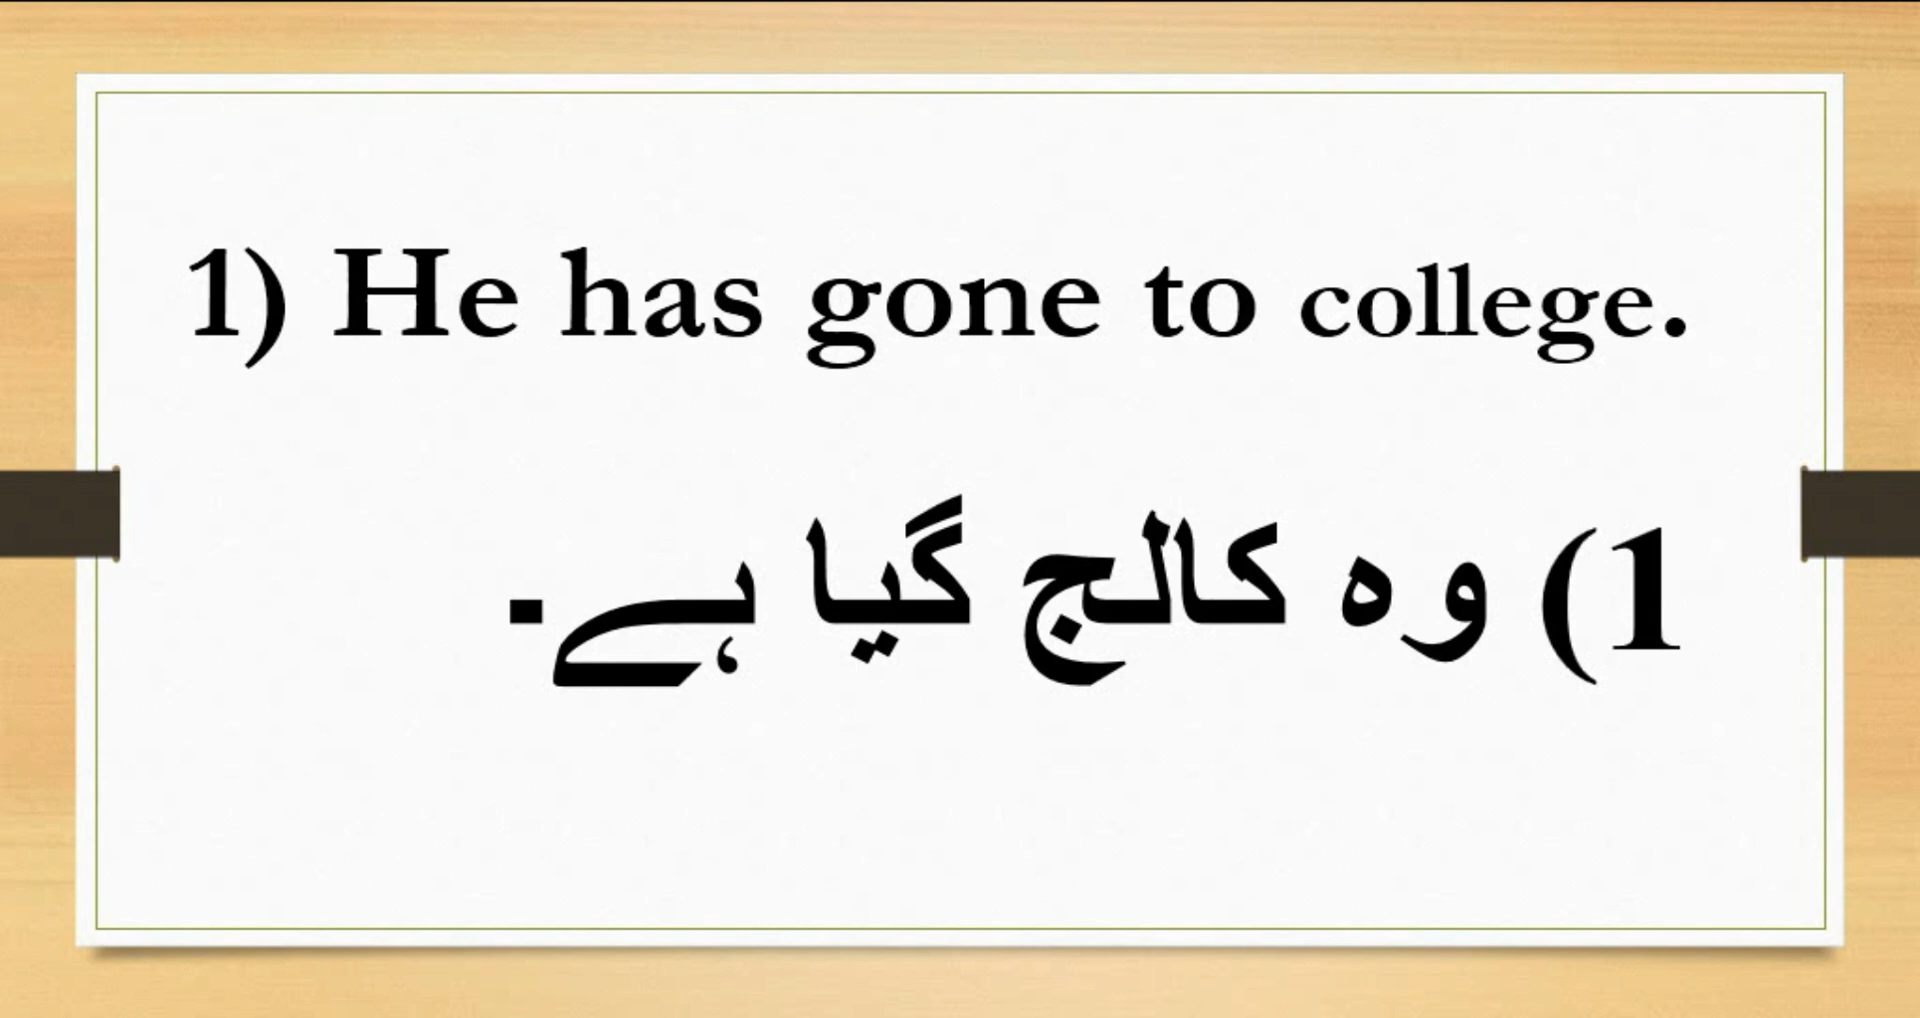 1) He has gone to college.
1) وہ کالج گیا ہے.